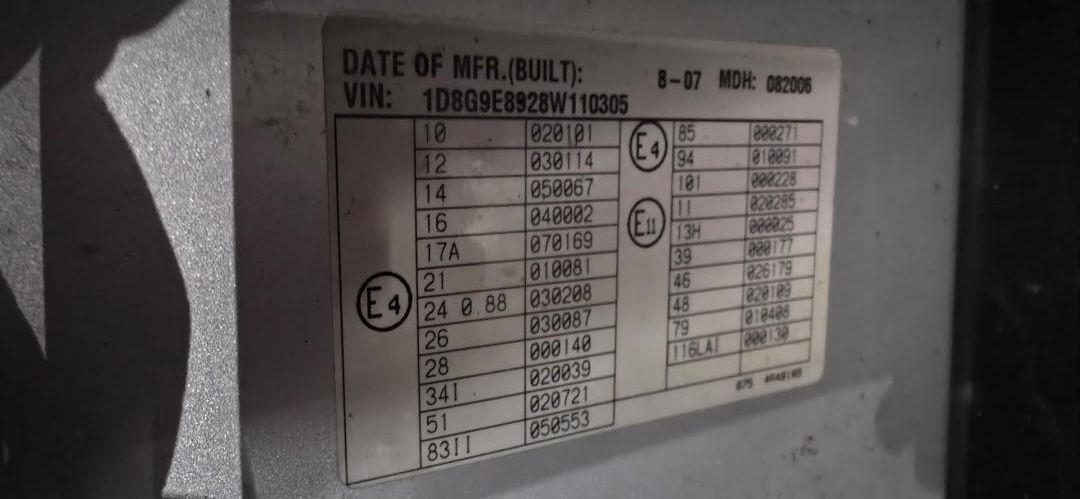 DATE OF MFR.(BUILT): 8-07 MDH: 082006
VIN: 1D8G9E8928W110305
E4
10 020101
12 030114
14 050067
16 040002
17A 070169
21 010081
24 0.88 030208
26 030087
28 000140
34I 020039
51 020721
83II 050553
E4
85 000271
94 010091
101 000228
E11
11 020285
13H 000025
39 000177
46 026179
48 020109
79 010408
116LAI 000130